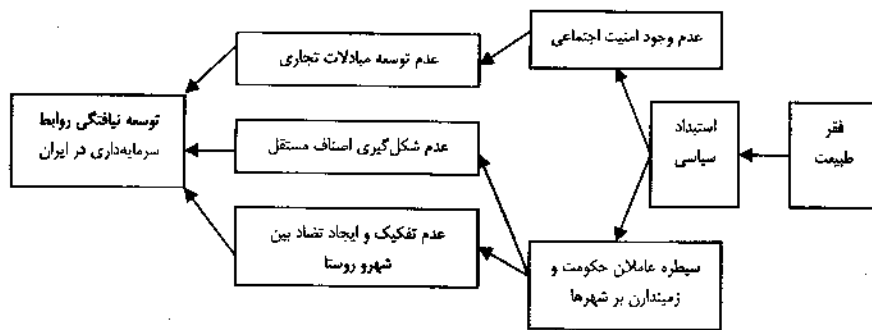 فقر
طبیعت
استبداد
سیاسی
عدم وجود امنیت اجتماعی
سیطره عاملان حکومت و
زمیندارن بر شهرها
عدم توسعه مبادلات تجاری
عدم شکل‌گیری اصناف مستقل
عدم تفکیک و ایجاد تضاد بین
شهرو روستا
توسعه نیافتگی روابط
سرمایه‌داری در ایران